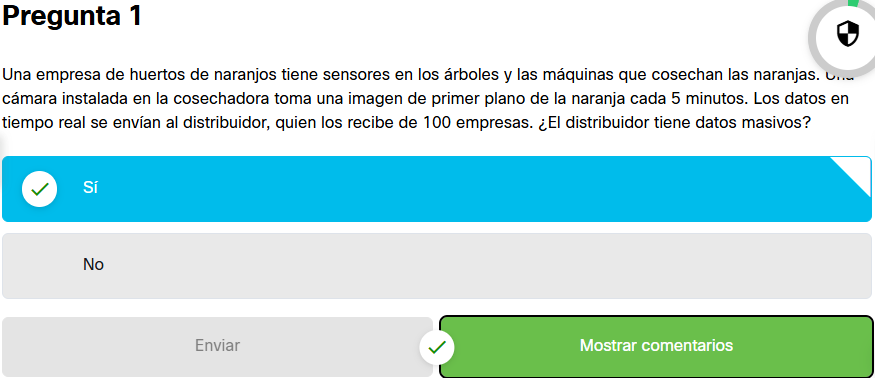 Pregunta 1
Una empresa de huertos de naranjos tiene sensores en los árboles y las máquinas que cosechan las naranjas. Una
cámara instalada en la cosechadora toma una imagen de primer plano de la naranja cada 5 minutos. Los datos en
tiempo real se envían al distribuidor, quien los recibe de 100 empresas. ¿El distribuidor tiene datos masivos?
Sí
No
Enviar
Mostrar comentarios